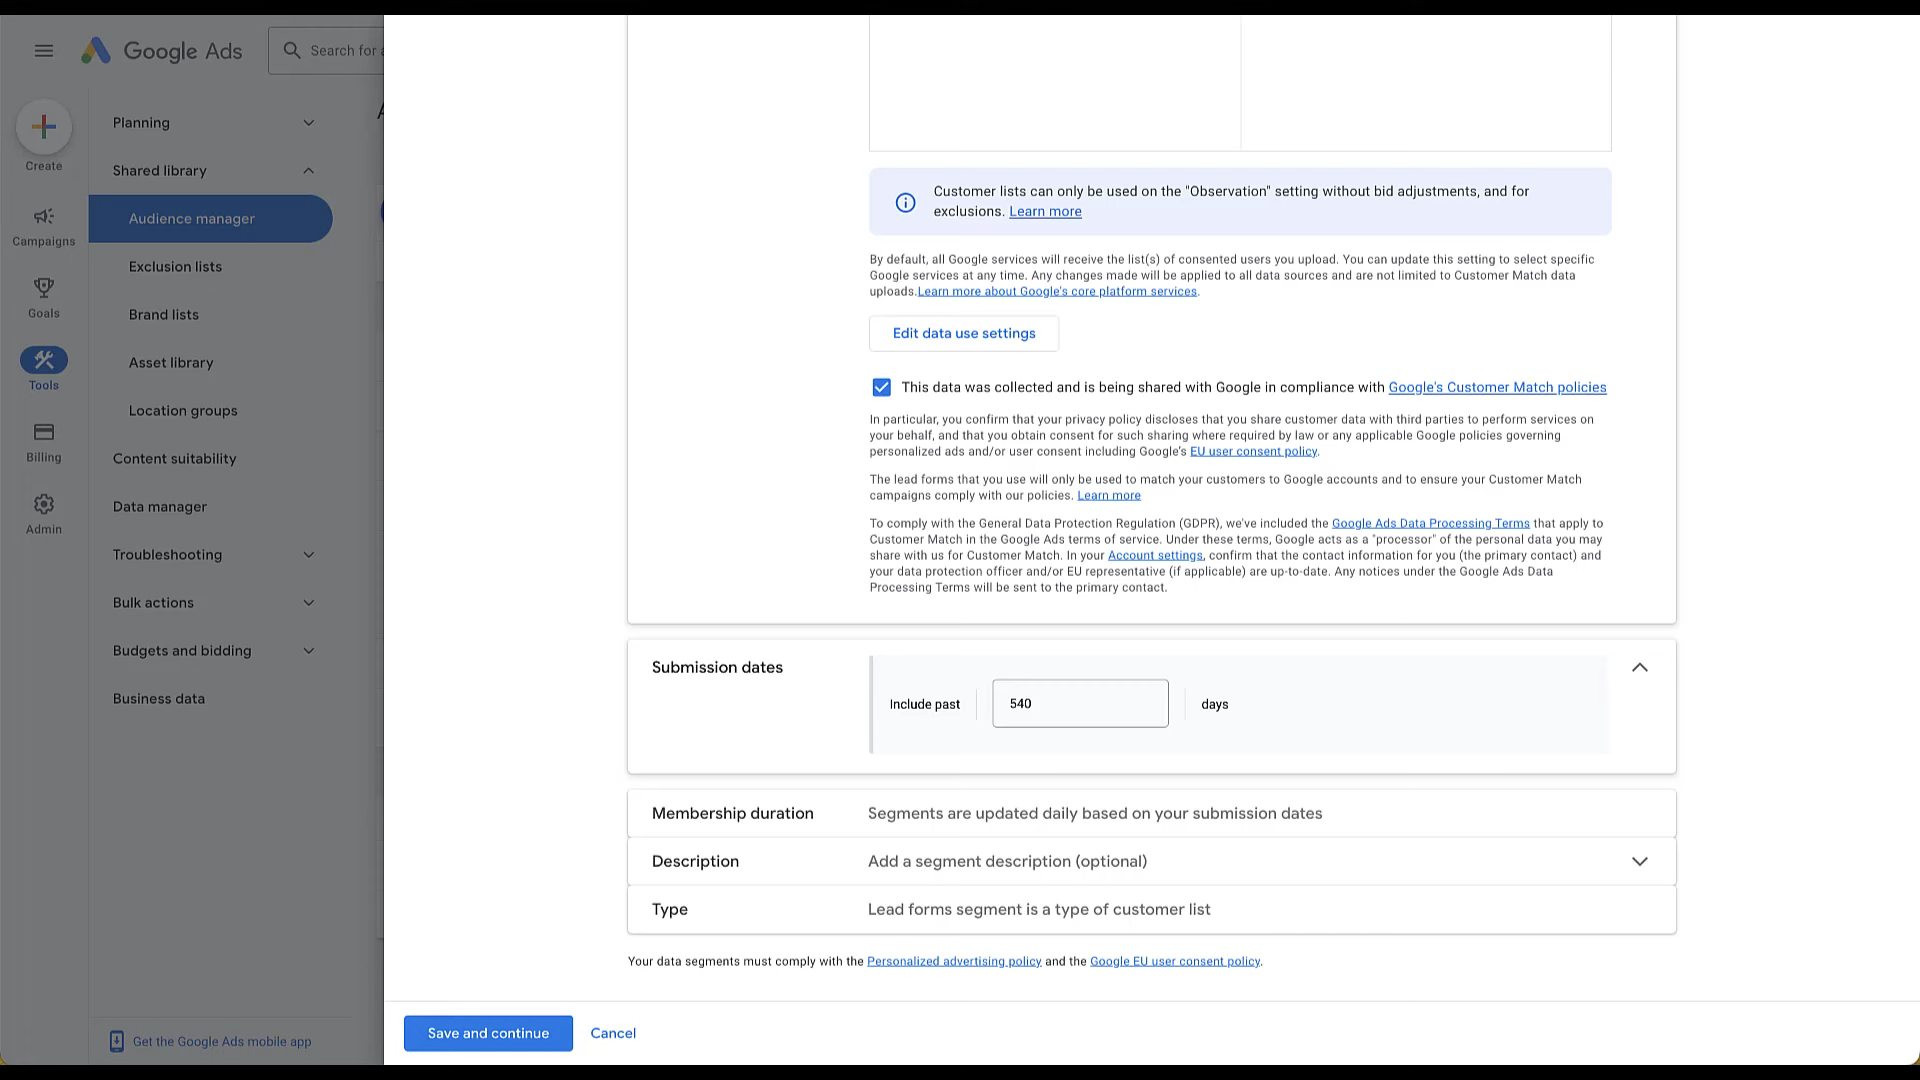 Google Ads
Search for a
Create
Campaigns
Goals
Tools
Billing
Admin
Planning
Shared library
Audience manager
Exclusion lists
Brand lists
Asset library
Location groups
Content suitability
Data manager
Troubleshooting
Bulk actions
Budgets and bidding
Business data
Get the Google Ads mobile app
Customer lists can only be used on the "Observation" setting without bid adjustments, and for
exclusions. Learn more
By default, all Google services will receive the list(s) of consented users you upload. You can update this setting to select specific
Google services at any time. Any changes made will be applied to all data sources and are not limited to Customer Match data
uploads.Learn more about Google's core platform services.
Edit data use settings
This data was collected and is being shared with Google in compliance with Google's Customer Match policies
In particular, you confirm that your privacy policy discloses that you share customer data with third parties to perform services on
your behalf, and that you obtain consent for such sharing where required by law or any applicable Google policies governing
personalized ads and/or user consent including Google's EU user consent policy.
The lead forms that you use will only be used to match your customers to Google accounts and to ensure your Customer Match
campaigns comply with our policies. Learn more
To comply with the General Data Protection Regulation (GDPR), we've included the Google Ads Data Processing Terms that apply to
Customer Match in the Google Ads terms of service. Under these terms, Google acts as a "processor" of the personal data you may
share with us for Customer Match. In your Account settings, confirm that the contact information for you (the primary contact) and
your data protection officer and/or EU representative (if applicable) are up-to-date. Any notices under the Google Ads Data
Processing Terms will be sent to the primary contact.
Submission dates
Include past 540 days
Membership duration Segments are updated daily based on your submission dates
Description Add a segment description (optional)
Type Lead forms segment is a type of customer list
Your data segments must comply with the Personalized advertising policy and the Google EU user consent policy.
Save and continue Cancel